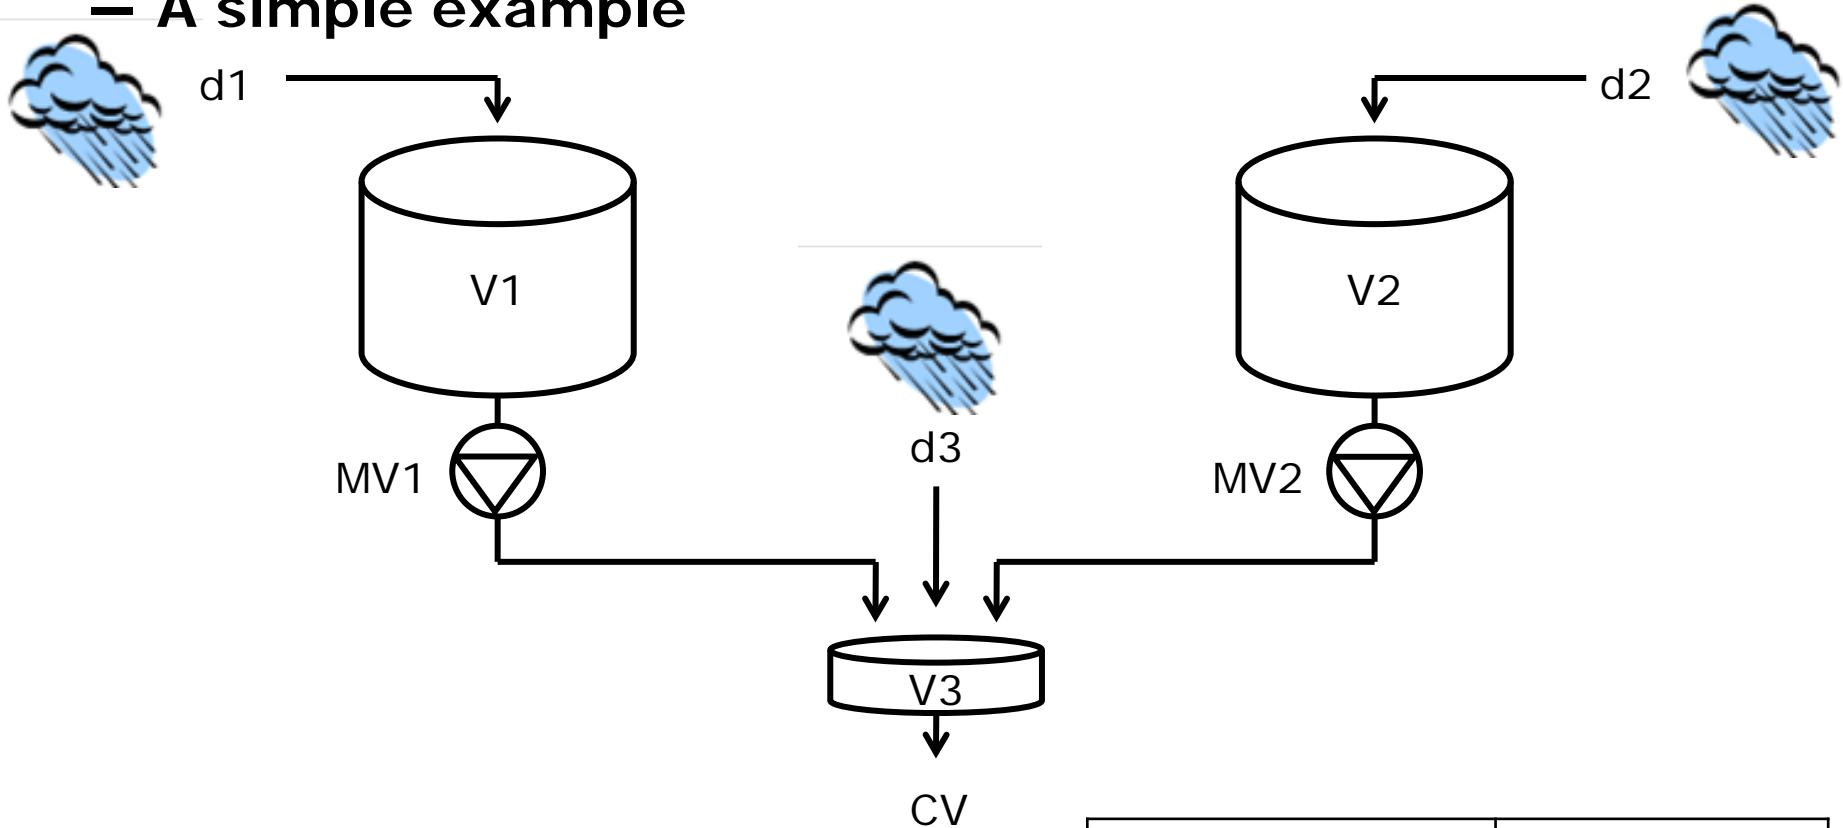 – A simple example
d1
d2
V1
V2
d3
MV1
MV2
V3
CV